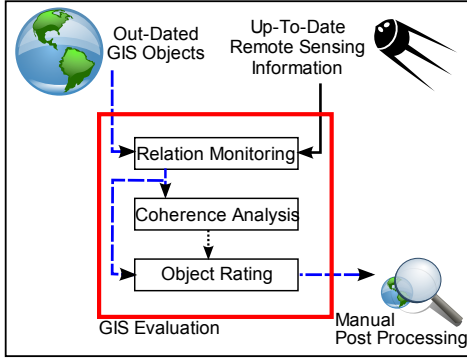 Out-Dated
GIS Objects
Up-To-Date
Remote Sensing
Information
Relation Monitoring
Coherence Analysis
Object Rating
GIS Evaluation
Manual
Post Processing